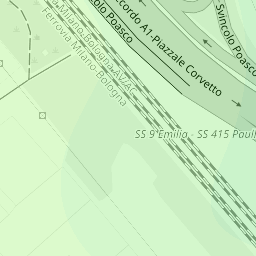 Raccordo A1-Piazzale Corvetto
Svincolo Poasco
Svincolo Poasco
Milano-Bologna AV/AC
Ferrovia Milano-Bologna
SS 9 Emilia - SS 415 Paull